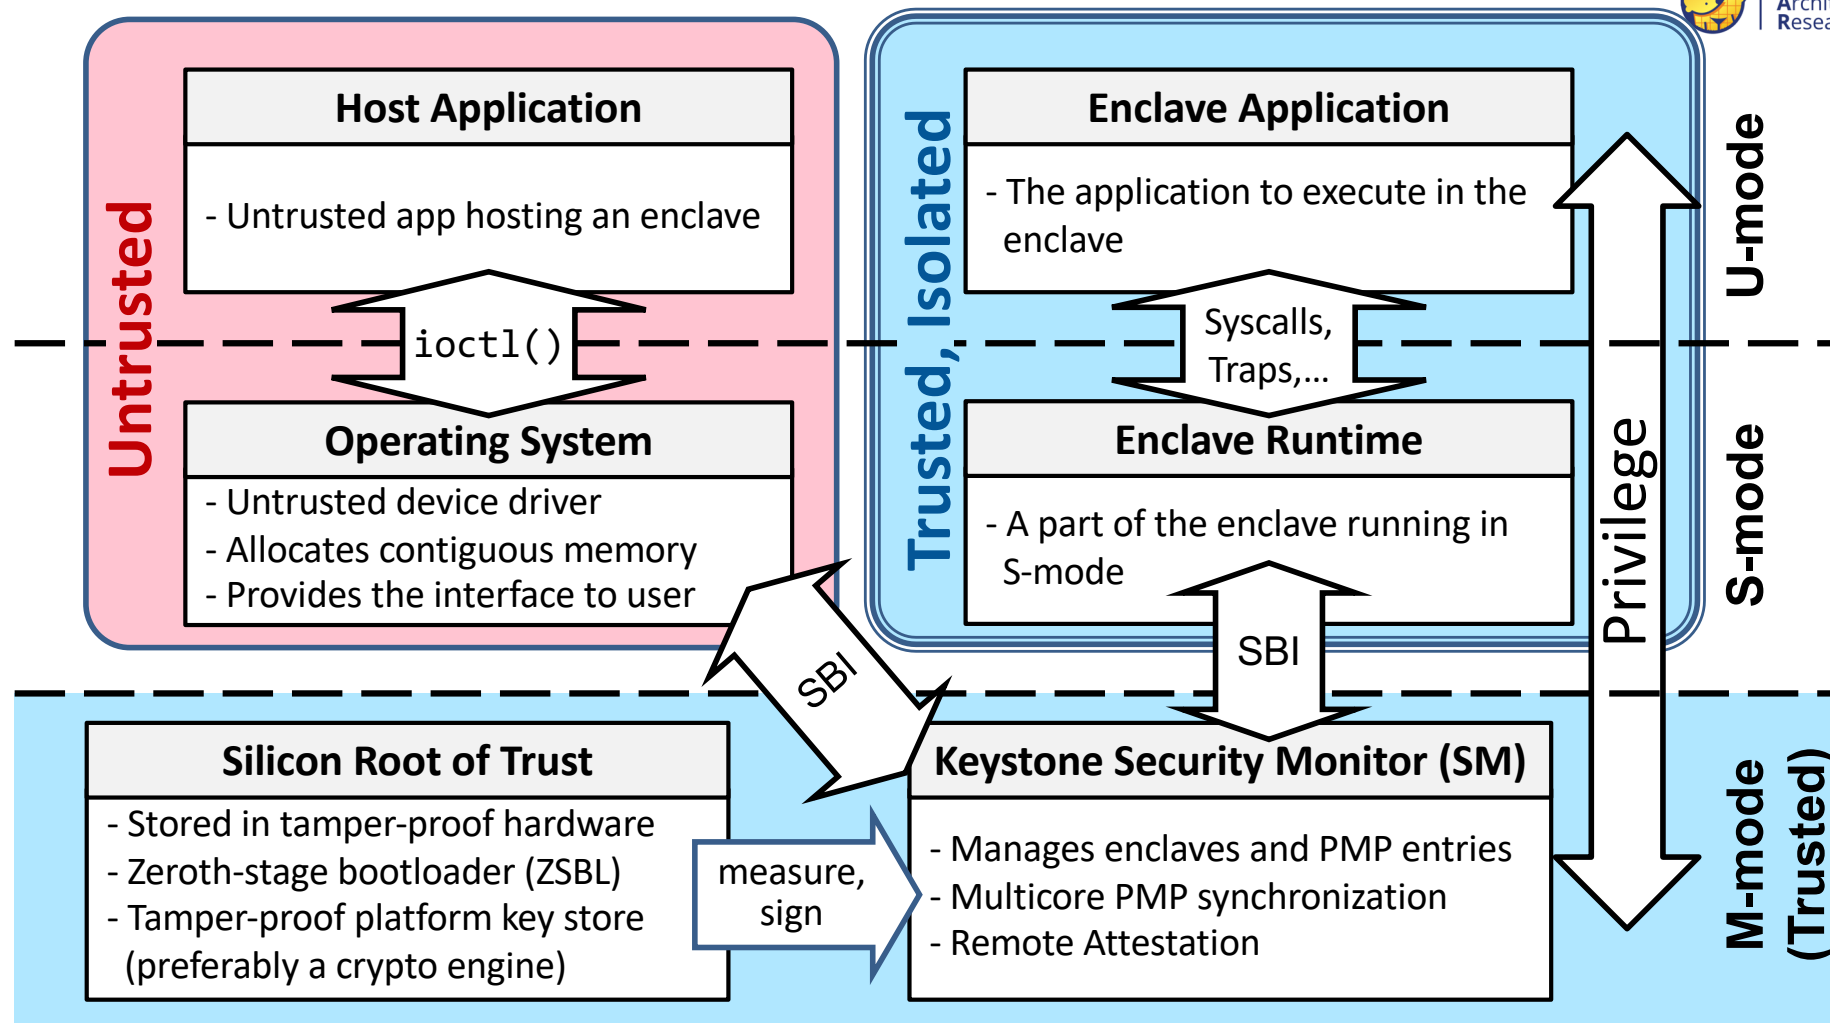 Archi
Resea
Untrusted
Host Application
- Untrusted app hosting an enclave
ioctl()
Operating System
- Untrusted device driver
- Allocates contiguous memory
- Provides the interface to user
Trusted, Isolated
Enclave Application
- The application to execute in the
enclave
Syscalls,
Traps,...
Enclave Runtime
- A part of the enclave running in
S-mode
Privilege
U-mode
S-mode
SBI
SBI
Silicon Root of Trust
- Stored in tamper-proof hardware
- Zeroth-stage bootloader (ZSBL)
- Tamper-proof platform key store
(preferably a crypto engine)
measure,
sign
Keystone Security Monitor (SM)
- Manages enclaves and PMP entries
- Multicore PMP synchronization
- Remote Attestation
M-mode
(Trusted)